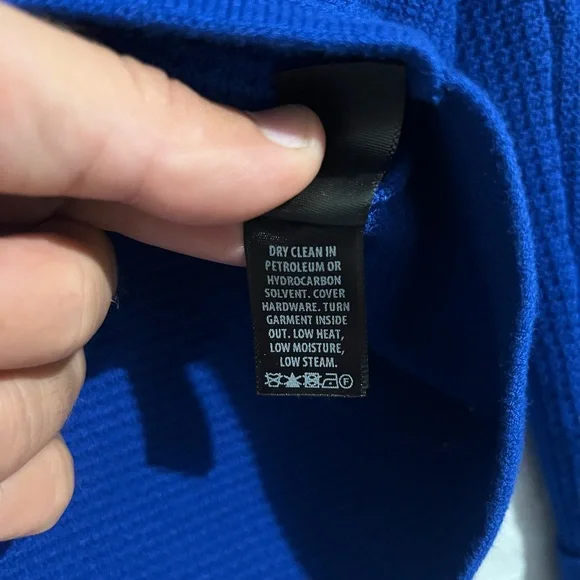 DRY CLEAN IN
PETROLEUM OR
HYDROCARBON
SOLVENT. COVER
HARDWARE. TURN
GARMENT INSIDE
OUT. LOW HEAT,
LOW MOISTURE,
LOW STEAM.
F